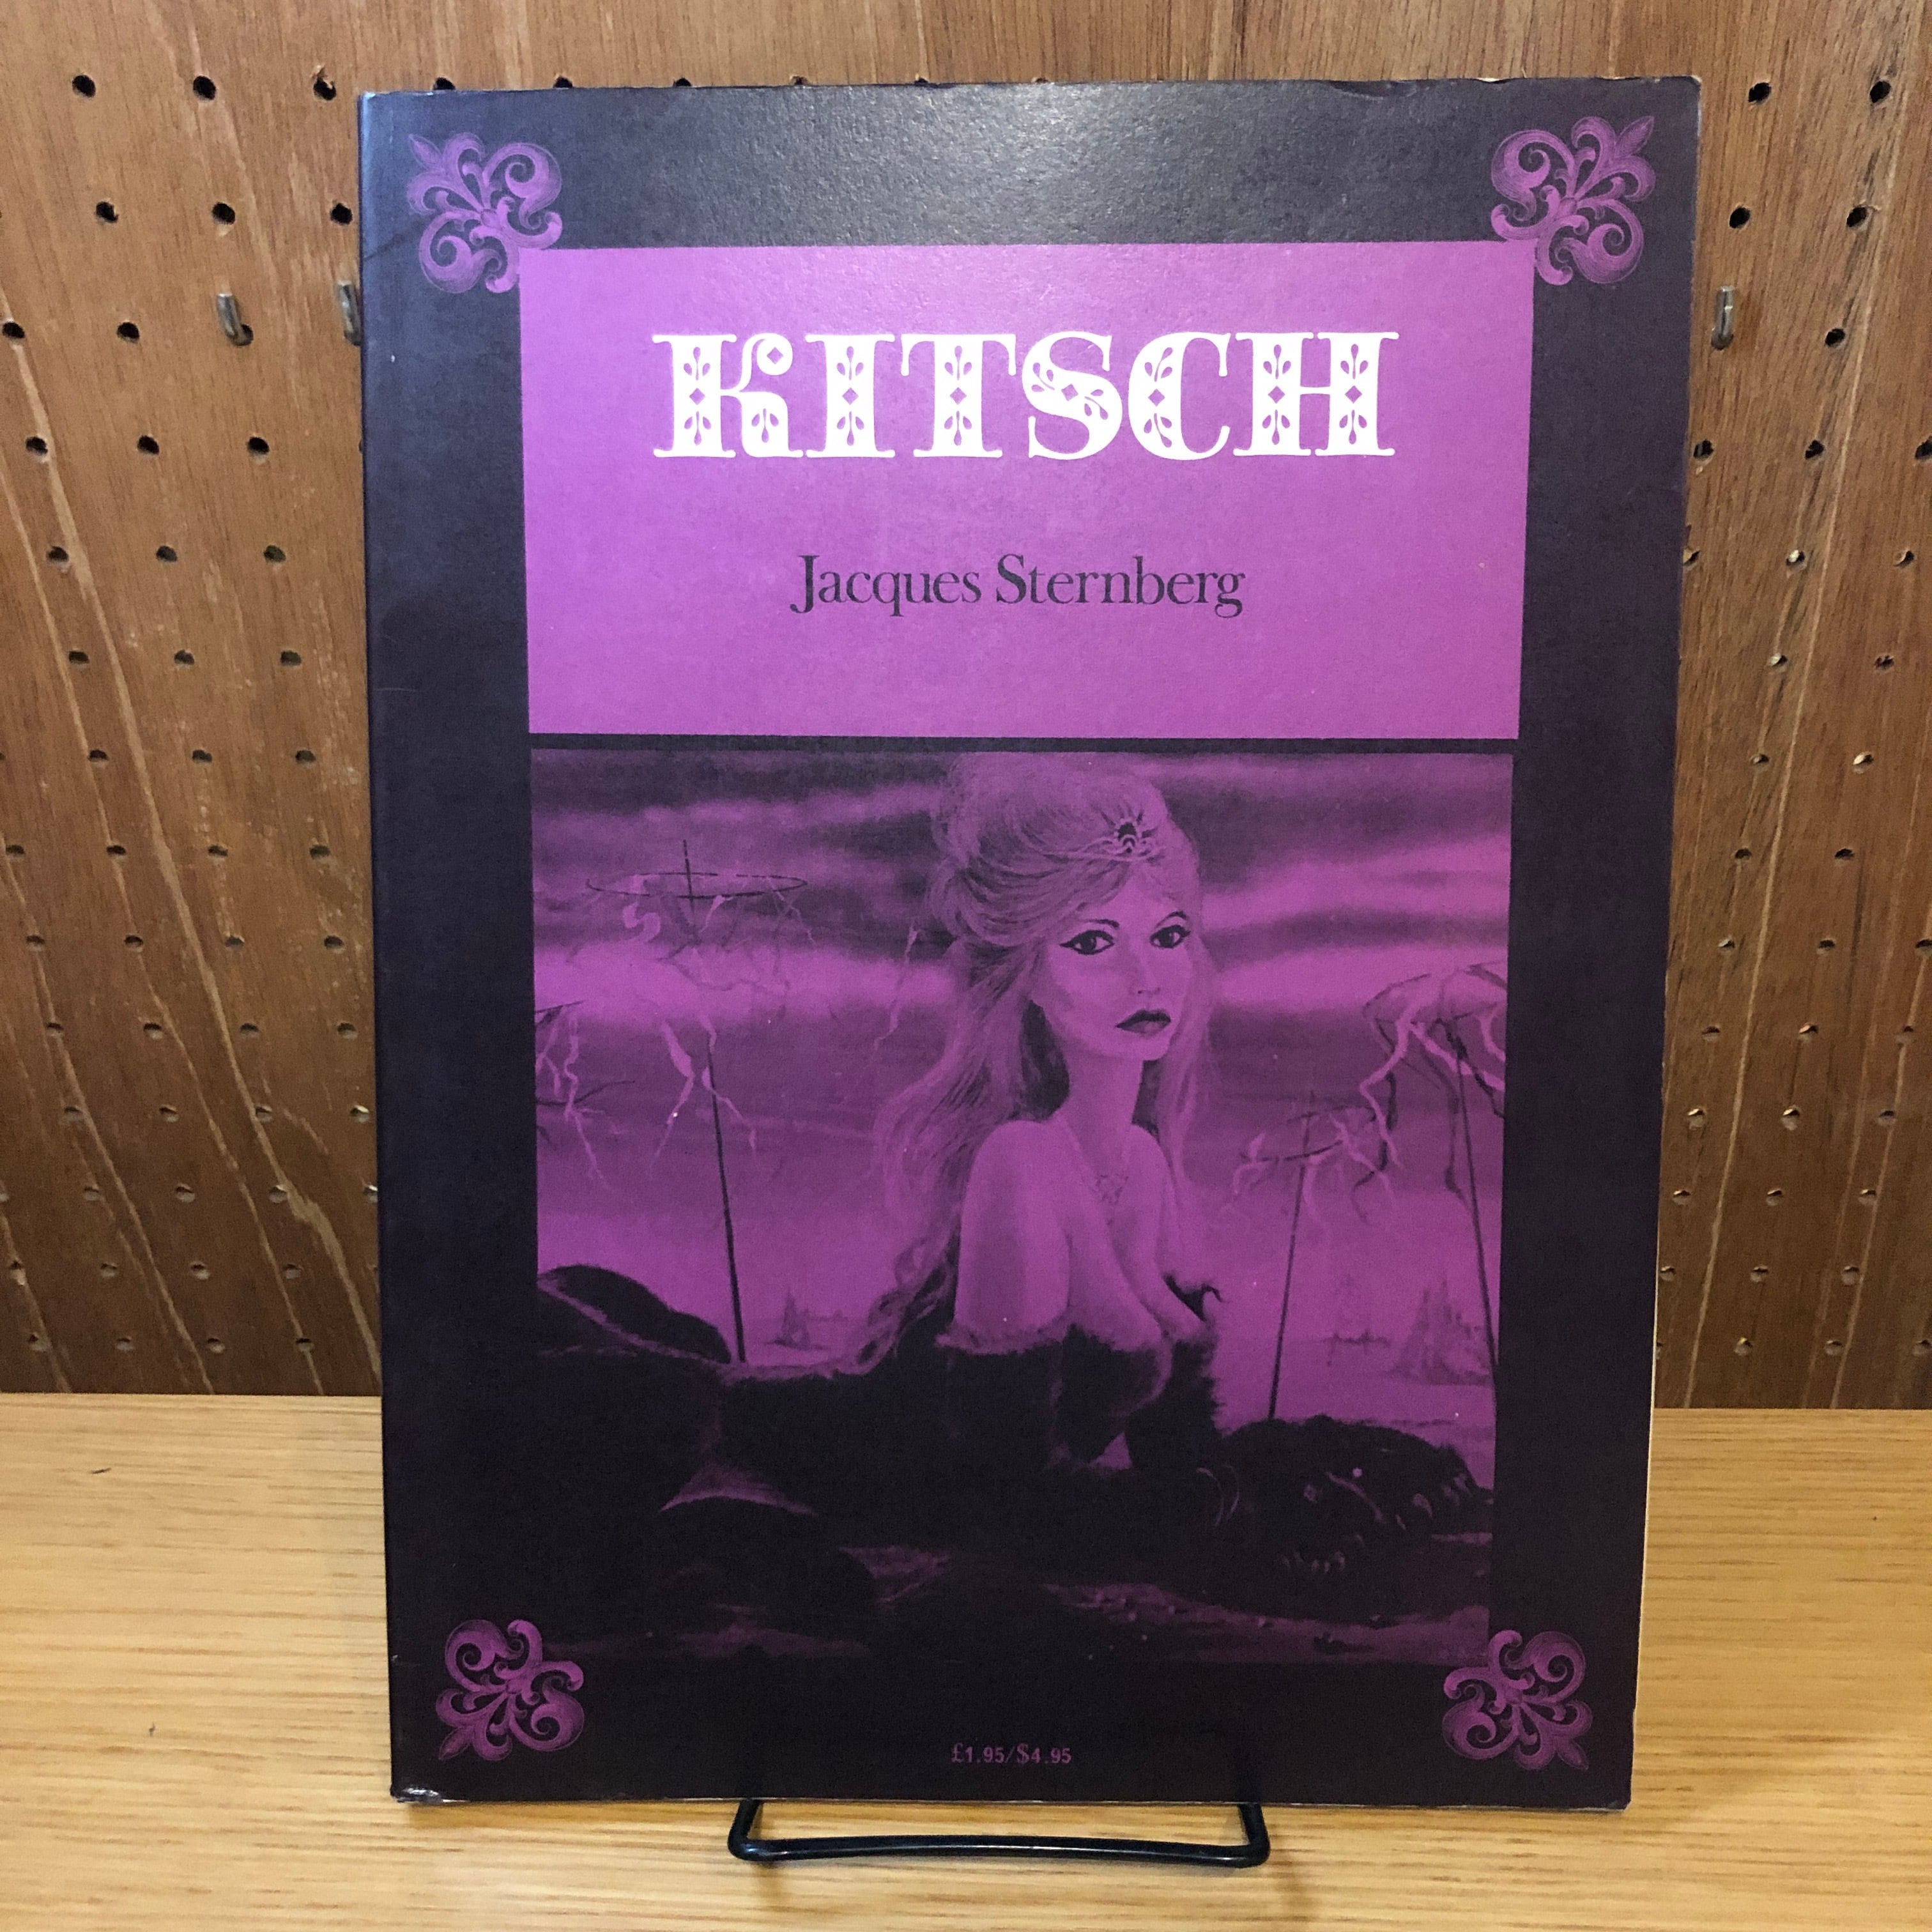 KITSCH
Jacques Sternberg
£1.95/$4.95